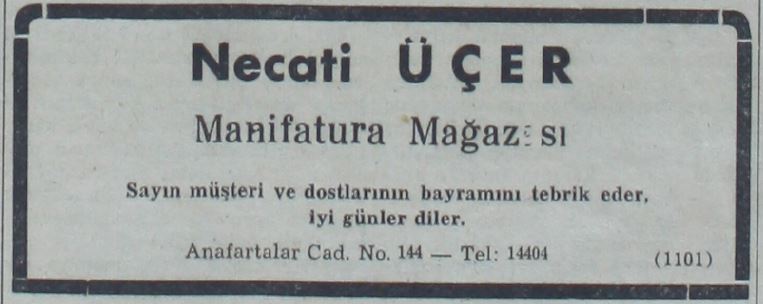 Necati ÜÇER
Manifatura Mağazası
Sayın müşteri ve dostlarının bayramını tebrik eder,
iyi günler diler.
Anafartalar Cad. No. 144 — Tel: 14404
(1101)